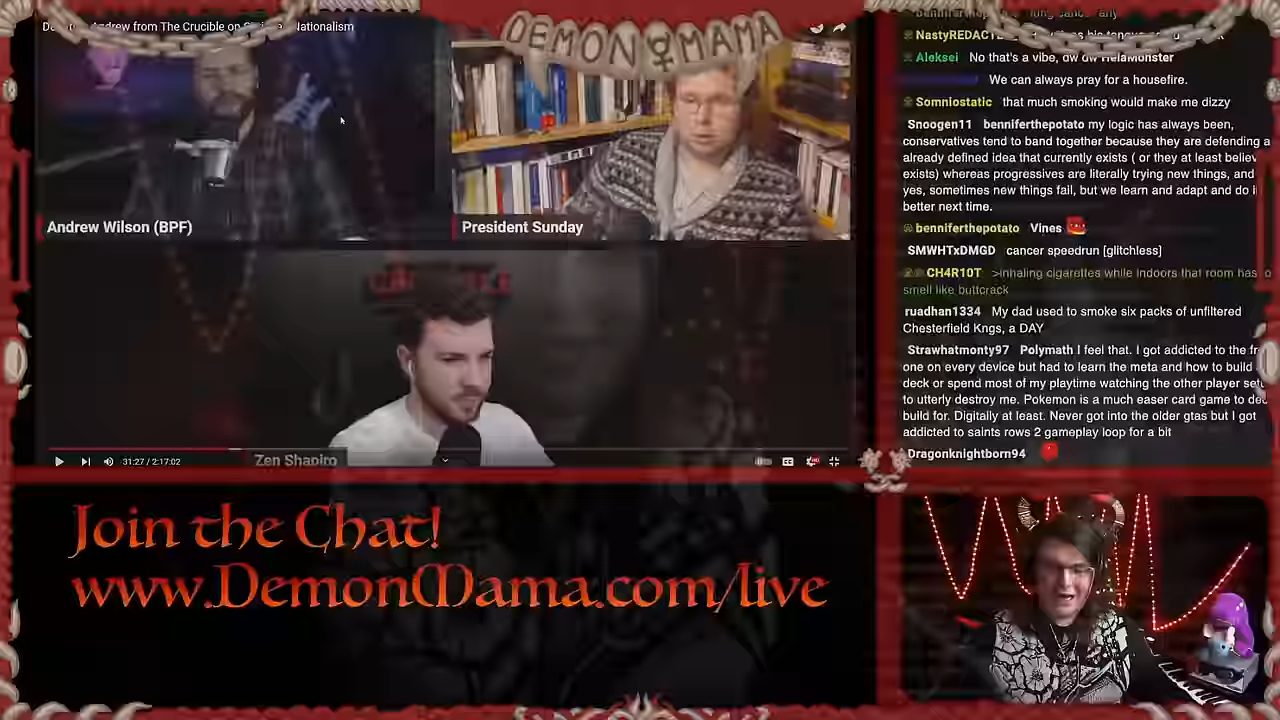 Andrew from The Crucible on
Nationalism
DEMON MAMA
Andrew Wilson (BPF)
President Sunday
Zen Shapiro
31:27 / 2:17:02
Aleksei No that's a vibe, dw dw HelaMonster
We can always pray for a housefire.
Somniostatic that much smoking would make me dizzy
Snoogen11 benniferthepotato my logic has always been,
conservatives tend to band together because they are defending a
already defined idea that currently exists ( or they at least believ
exists) whereas progressives are literally trying new things, and
yes, sometimes new things fail, but we learn and adapt and do i
better next time.
benniferthepotato Vines
SMWHTxDMGD cancer speedrun [glitchless]
CH4R10T >inhaling cigarettes while indoors that room has to
smell like buttcrack
ruadhan1334 My dad used to smoke six packs of unfiltered
Chesterfield Kngs, a DAY
Strawhatmonty97 Polymath I feel that. I got addicted to the fr
one on every device but had to learn the meta and how to build
deck or spend most of my playtime watching the other player set
to utterly destroy me. Pokemon is a much easer card game to dec
build for. Digitally at least. Never got into the older gtas but I got
addicted to saints rows 2 gameplay loop for a bit
Dragonknightborn94
Join the Chat!
www.DemonMama.com/live